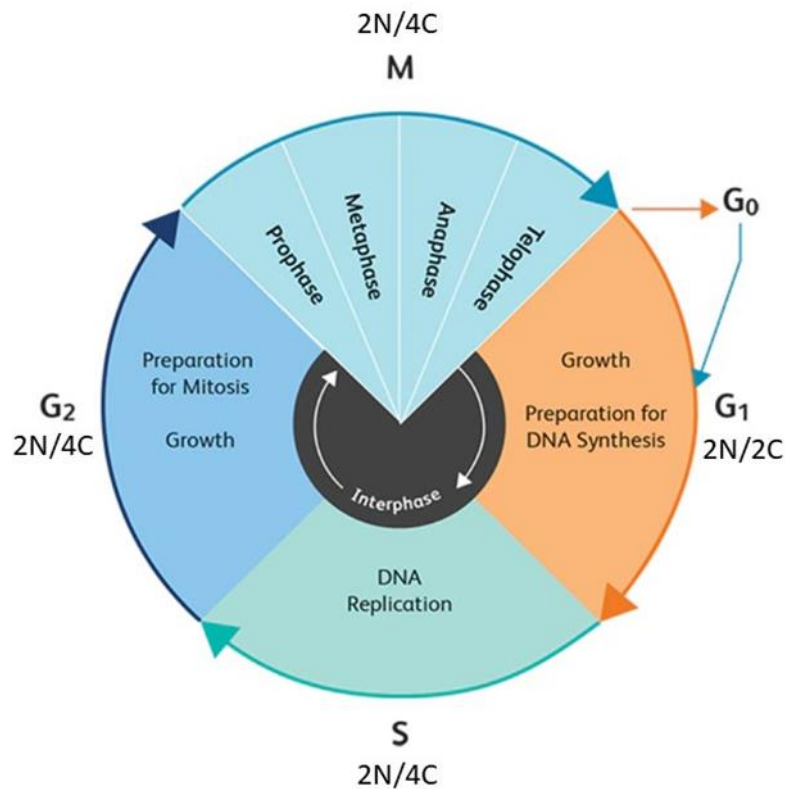 2N/4C
M
Prophase
Metaphase
Anaphase
Telophase
G₀
Preparation
for Mitosis
Growth
G₂
2N/4C
Growth
Preparation for
DNA Synthesis
G₁
2N/2C
Interphase
DNA
Replication
S
2N/4C